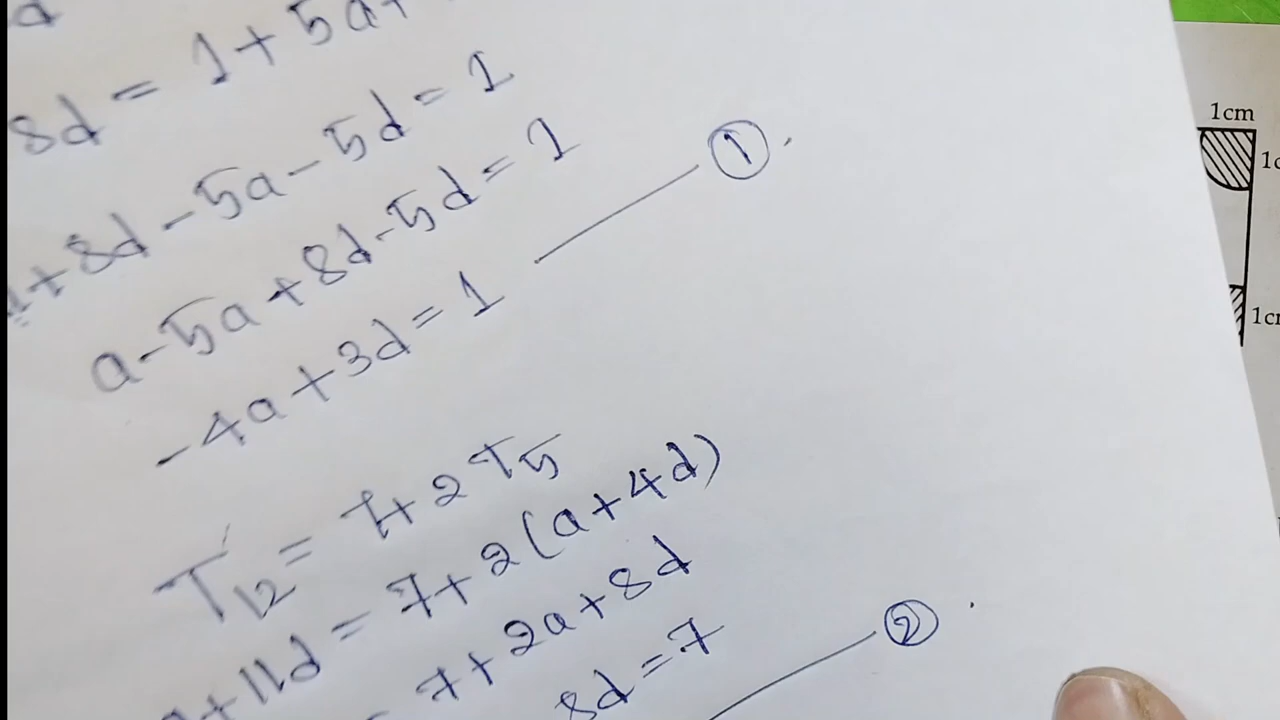 8d = 1 + 5a+
+ 8d - 5a - 5d = 1
a - 5a + 8d - 5d = 1
- 4a + 3d = 1 ①.
T12 = 7 + 2T5
+ 11d = 7 + 2(a + 4d)
7 + 2a + 8d
8d = 7 ②.
1cm
1cm